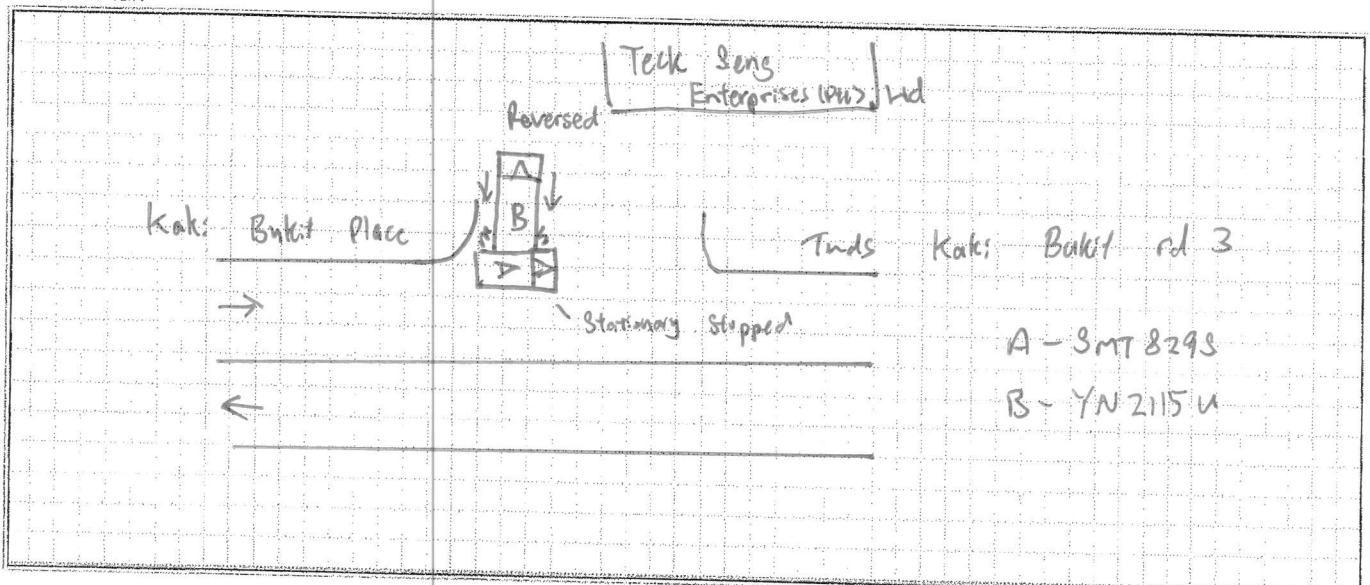 Teck Seng
Enterprises (Pte) Ltd
Reversed
B
Kaki Bukit Place
Twds Kaki Bukit rd 3
A
Stationary Stopped
A - SMT 829S
B - YN 2115 U